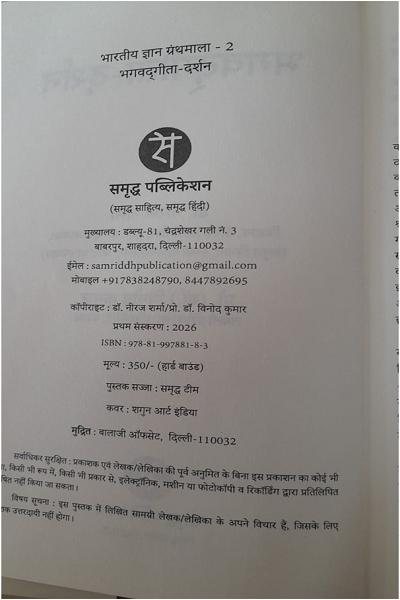 भारतीय ज्ञान ग्रंथमाला - 2
भगवद्गीता-दर्शन
स
समृद्ध पब्लिकेशन
(समृद्ध साहित्य, समृद्ध हिंदी)
मुख्यालय : डब्ल्यू-81, चंद्रशेखर गली नं. 3
बाबरपुर, शाहदरा, दिल्ली-110032
ईमेल : samriddhpublication@gmail.com
मोबाइल +917838248790, 8447892695
कॉपीराइट : डॉ. नीरज शर्मा/प्रो. डॉ. विनोद कुमार
प्रथम संस्करण : 2026
ISBN : 978-81-997881-8-3
मूल्य : 350/- (हार्ड बाउंड)
पुस्तक सज्जा : समृद्ध टीम
कवर : शगुन आर्ट इंडिया
मुद्रित : बालाजी ऑफसेट, दिल्ली-110032
सर्वाधिकार सुरक्षित : प्रकाशक एवं लेखक/लेखिका की पूर्व अनुमित के बिना इस प्रकाशन का कोई भी
किसी भी रूप में, किसी भी प्रकार से, इलेक्ट्रॉनिक, मशीन या फोटोकॉपी व रिकॉर्डिंग द्वारा प्रतिलिपित
नहीं किया जा सकता।
विषय सूचना : इस पुस्तक में लिखित सामग्री लेखक/लेखिका के अपने विचार हैं, जिसके लिए
उत्तरदायी नहीं होगा।